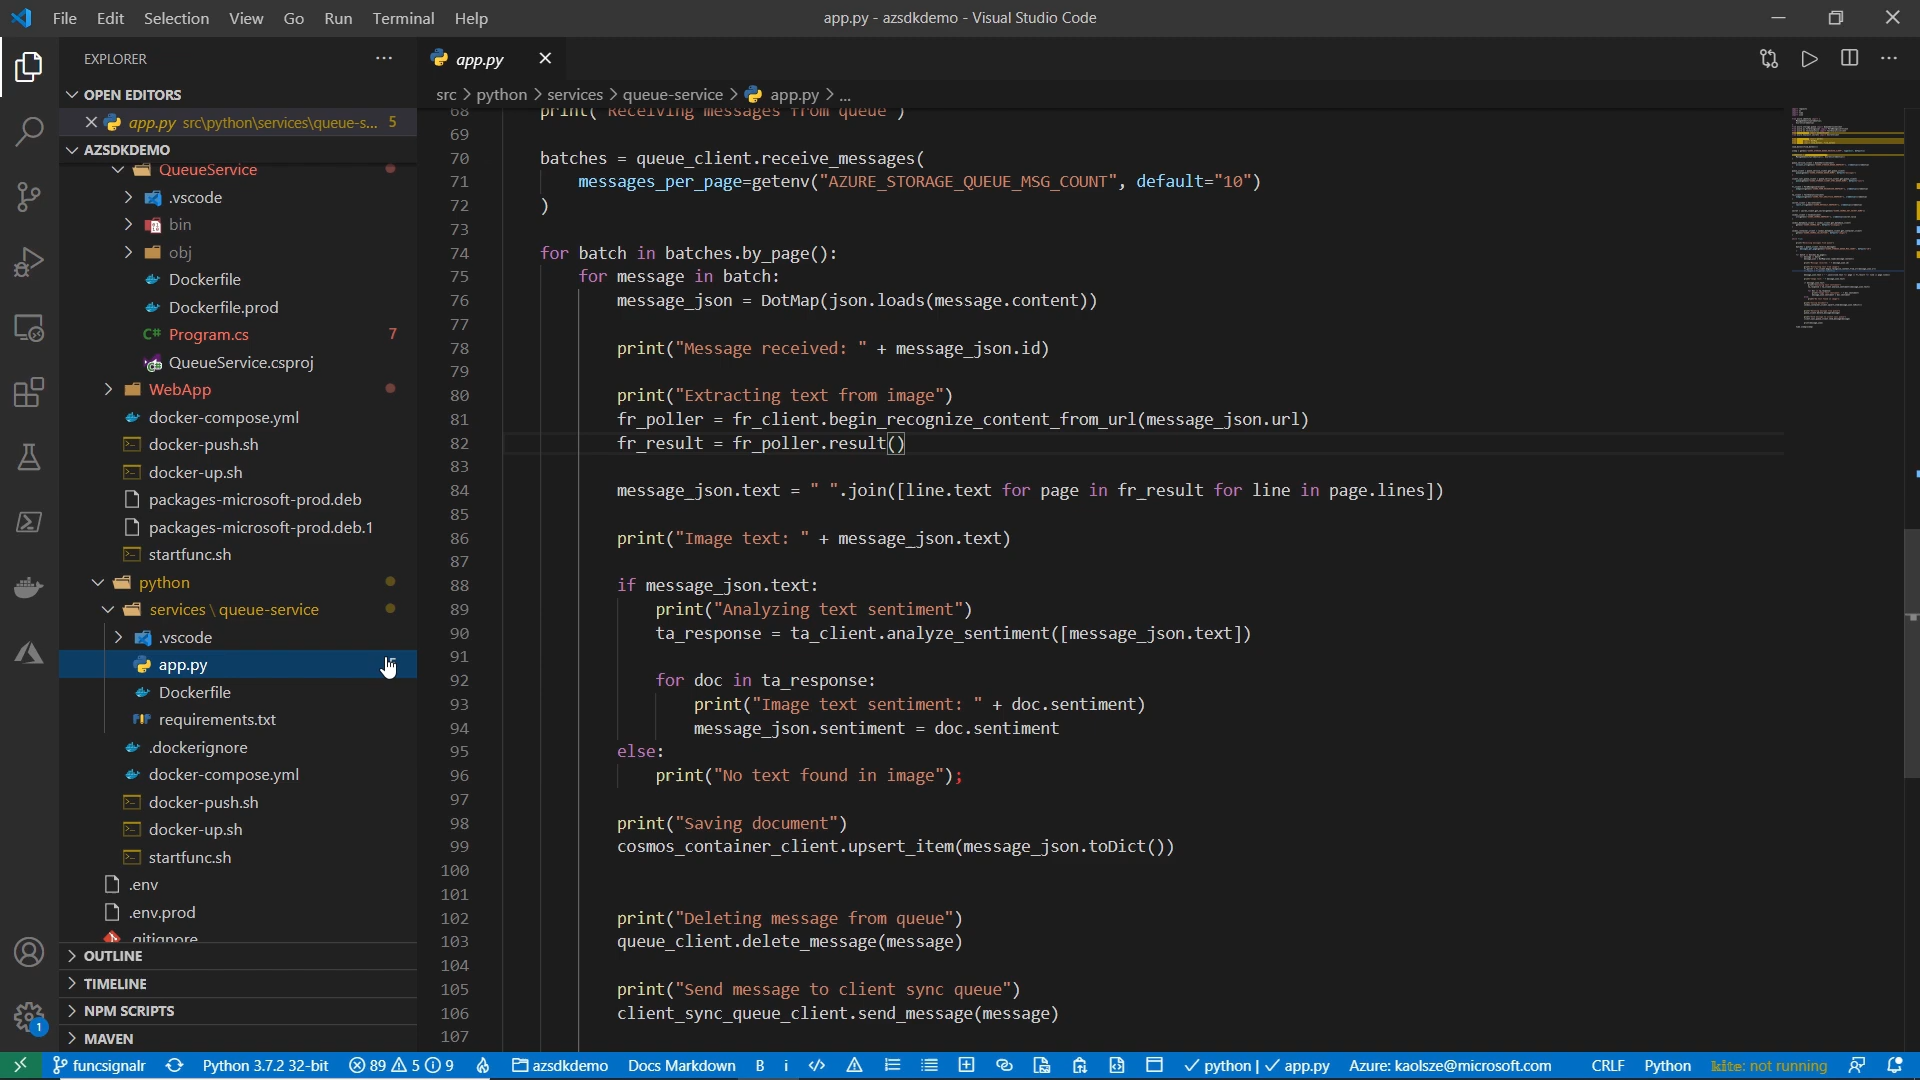 File Edit Selection View Go Run Terminal Help
app.py - azsdkdemo - Visual Studio Code
EXPLORER
OPEN EDITORS
app.py src\python\services\queue-s... 5
AZSDKDEMO
QueueService
.vscode
bin
obj
Dockerfile
Dockerfile.prod
C# Program.cs 7
QueueService.csproj
WebApp
docker-compose.yml
docker-push.sh
docker-up.sh
packages-microsoft-prod.deb
packages-microsoft-prod.deb.1
startfunc.sh
python
services \ queue-service
.vscode
app.py
Dockerfile
requirements.txt
.dockerignore
docker-compose.yml
docker-push.sh
docker-up.sh
startfunc.sh
.env
.env.prod
.gitignore
OUTLINE
TIMELINE
NPM SCRIPTS
MAVEN
app.py
src > python > services > queue-service > app.py > ...
68 print("Receiving messages from queue")
69
70 batches = queue_client.receive_messages(
71 messages_per_page=getenv("AZURE_STORAGE_QUEUE_MSG_COUNT", default="10")
72 )
73
74 for batch in batches.by_page():
75 for message in batch:
76 message_json = DotMap(json.loads(message.content))
77
78 print("Message received: " + message_json.id)
79
80 print("Extracting text from image")
81 fr_poller = fr_client.begin_recognize_content_from_url(message_json.url)
82 fr_result = fr_poller.result()
83
84 message_json.text = " ".join([line.text for page in fr_result for line in page.lines])
85
86 print("Image text: " + message_json.text)
87
88 if message_json.text:
89 print("Analyzing text sentiment")
90 ta_response = ta_client.analyze_sentiment([message_json.text])
91
92 for doc in ta_response:
93 print("Image text sentiment: " + doc.sentiment)
94 message_json.sentiment = doc.sentiment
95 else:
96 print("No text found in image");
97
98 print("Saving document")
99 cosmos_container_client.upsert_item(message_json.toDict())
100
101
102 print("Deleting message from queue")
103 queue_client.delete_message(message)
104
105 print("Send message to client sync queue")
106 client_sync_queue_client.send_message(message)
107
1
funcsignalr Python 3.7.2 32-bit 89 5 9 azsdkdemo Docs Markdown B i python | app.py Azure: kaolsze@microsoft.com CRLF Python kite: not running